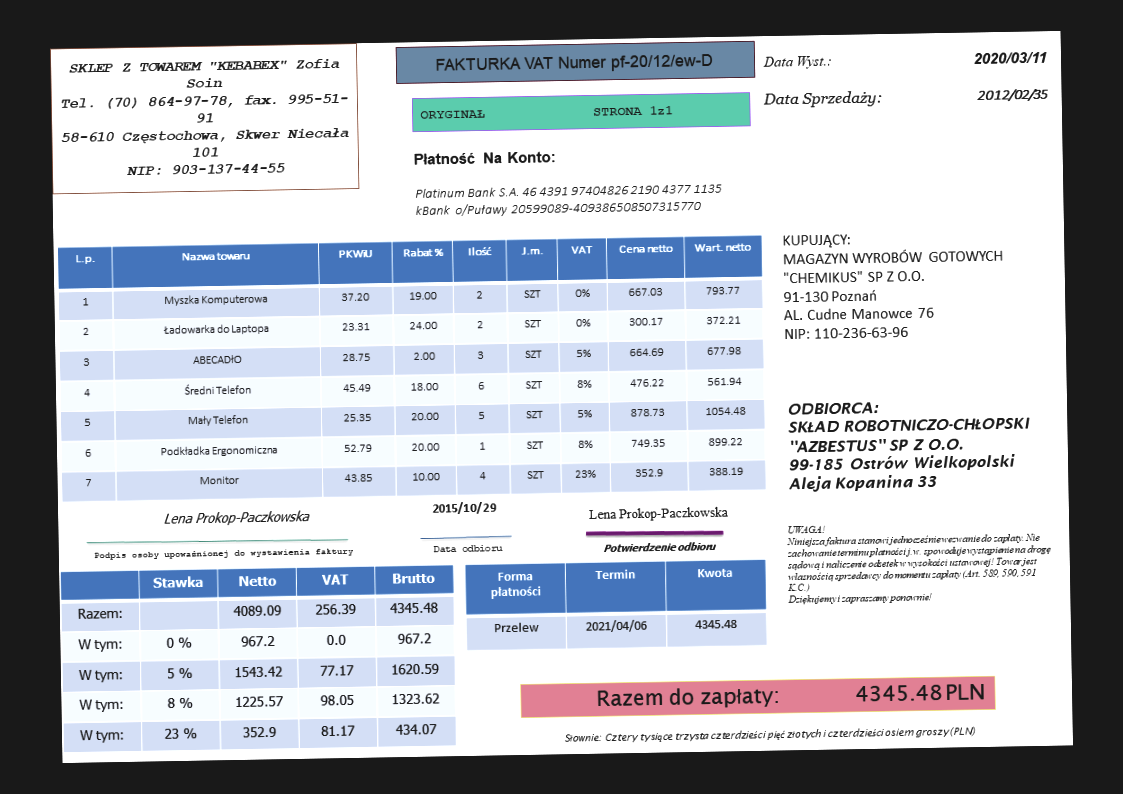 SKLEP Z TOWAREM "KEBABEX" Zofia
Soin
Tel. (70) 864-97-78, fax. 995-51-
91
58-610 Częstochowa, Skwer Niecała
101
NIP: 903-137-44-55
FAKTURKA VAT Numer pf-20/12/ew-D
ORYGINAŁ STRONA 1z1
Data Wyst.: 2020/03/11
Data Sprzedaży: 2012/02/35
Płatność Na Konto:
Platinum Bank S.A. 46 4391 97404826 2190 4377 1135
kBank o/Puławy 20599089-409386508507315770
L.p. Nazwa towaru PKWiU Rabat % Ilość J.m. VAT Cena netto Wart. netto
1 Myszka Komputerowa 37.20 19.00 2 SZT 0% 667.03 793.77
2 Ładowarka do Laptopa 23.31 24.00 2 SZT 0% 300.17 372.21
3 ABECADŁO 28.75 2.00 3 SZT 5% 664.69 677.98
4 Średni Telefon 45.49 18.00 6 SZT 8% 476.22 561.94
5 Mały Telefon 25.35 20.00 5 SZT 5% 878.73 1054.48
6 Podkładka Ergonomiczna 52.79 20.00 1 SZT 8% 749.35 899.22
7 Monitor 43.85 10.00 4 SZT 23% 352.9 388.19
KUPUJĄCY:
MAGAZYN WYROBÓW GOTOWYCH
"CHEMIKUS" SP Z O.O.
91-130 Poznań
AL. Cudne Manowce 76
NIP: 110-236-63-96
ODBIORCA:
SKŁAD ROBOTNICZO-CHŁOPSKI
"AZBESTUS" SP Z O.O.
99-185 Ostrów Wielkopolski
Aleja Kopanina 33
Lena Prokop-Paczkowska
Podpis osoby upoważnionej do wystawienia faktury
2015/10/29
Data odbioru
Lena Prokop-Paczkowska
Potwierdzenie odbioru
UWAGA!
Niniejsza faktura stanowi jednocześnie wezwanie do zapłaty. Nie
zachowanie terminu płatności j.w. spowoduje wystąpienie na drogę
sądową i naliczenie odsetek w wysokości ustawowej! Towar jest
własnością sprzedawcy do momentu zapłaty (Art. 589, 590, 591
K.C.)
Dziękujemy i zapraszamy ponownie!
Stawka Netto VAT Brutto
Razem: 4089.09 256.39 4345.48
W tym: 0 % 967.2 0.0 967.2
W tym: 5 % 1543.42 77.17 1620.59
W tym: 8 % 1225.57 98.05 1323.62
W tym: 23 % 352.9 81.17 434.07
Forma
płatności Termin Kwota
Przelew 2021/04/06 4345.48
Razem do zapłaty: 4345.48 PLN
Słownie: Cztery tysiące trzysta czterdzieści pięć złotych i czterdzieści osiem groszy (PLN)